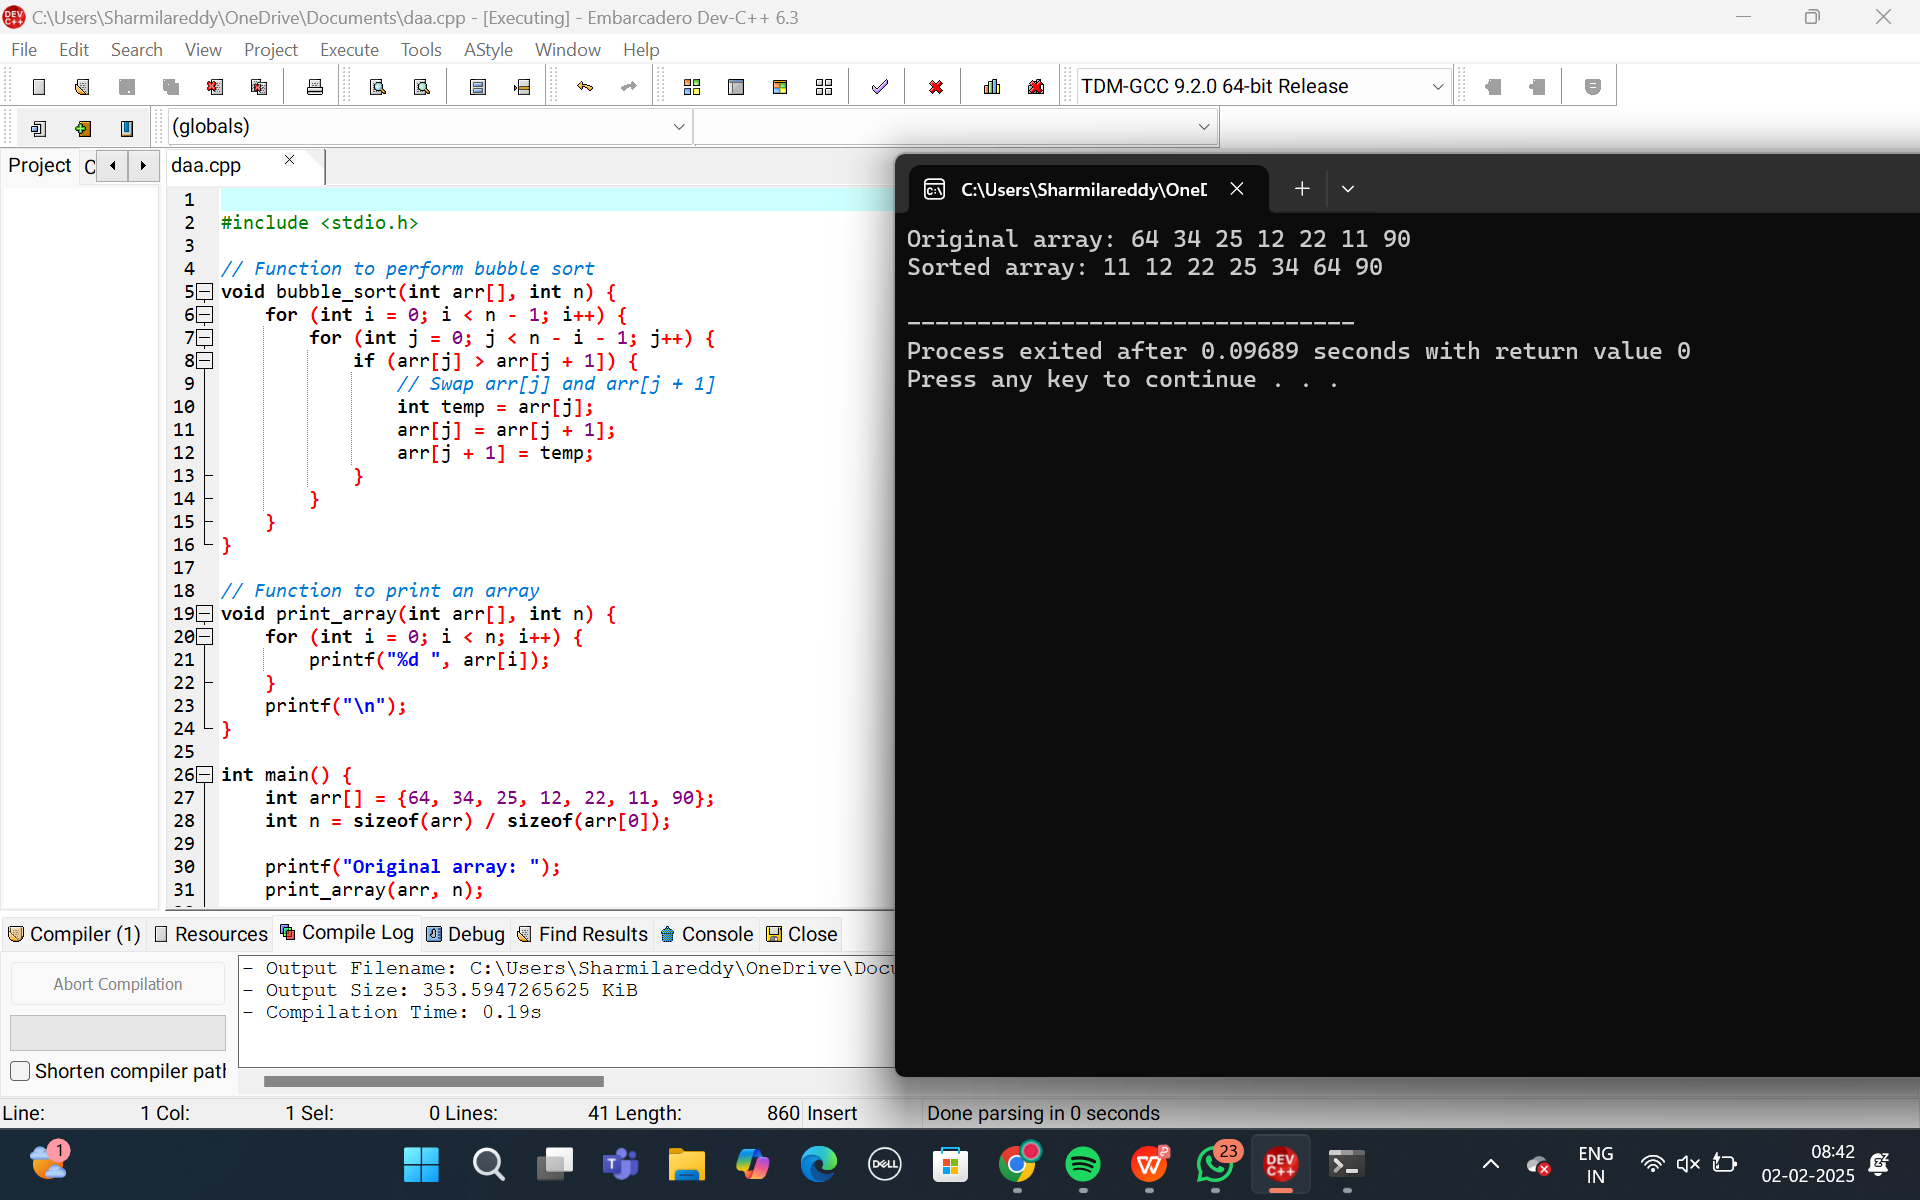 C:\Users\Sharmilareddy\OneDrive\Documents\daa.cpp - [Executing] - Embarcadero Dev-C++ 6.3
File Edit Search View Project Execute Tools AStyle Window Help
TDM-GCC 9.2.0 64-bit Release
(globals)
Project
daa.cpp
1
2 #include <stdio.h>
3
4 // Function to perform bubble sort
5 void bubble_sort(int arr[], int n) {
6 for (int i = 0; i < n - 1; i++) {
7 for (int j = 0; j < n - i - 1; j++) {
8 if (arr[j] > arr[j + 1]) {
9 // Swap arr[j] and arr[j + 1]
10 int temp = arr[j];
11 arr[j] = arr[j + 1];
12 arr[j + 1] = temp;
13 }
14 }
15 }
16 }
17
18 // Function to print an array
19 void print_array(int arr[], int n) {
20 for (int i = 0; i < n; i++) {
21 printf("%d ", arr[i]);
22 }
23 printf("\n");
24 }
25
26 int main() {
27 int arr[] = {64, 34, 25, 12, 22, 11, 90};
28 int n = sizeof(arr) / sizeof(arr[0]);
29
30 printf("Original array: ");
31 print_array(arr, n);
C:\Users\Sharmilareddy\OneD
Original array: 64 34 25 12 22 11 90
Sorted array: 11 12 22 25 34 64 90
--------------------------------
Process exited after 0.09689 seconds with return value 0
Press any key to continue . . .
Compiler (1) Resources Compile Log Debug Find Results Console Close
Abort Compilation
Shorten compiler path
- Output Filename: C:\Users\Sharmilareddy\OneDrive\Docu
- Output Size: 353.5947265625 KiB
- Compilation Time: 0.19s
Line: 1 Col: 1 Sel: 0 Lines: 41 Length: 860 Insert Done parsing in 0 seconds
1
DELL
23
DEV C++
ENG
IN
08:42
02-02-2025